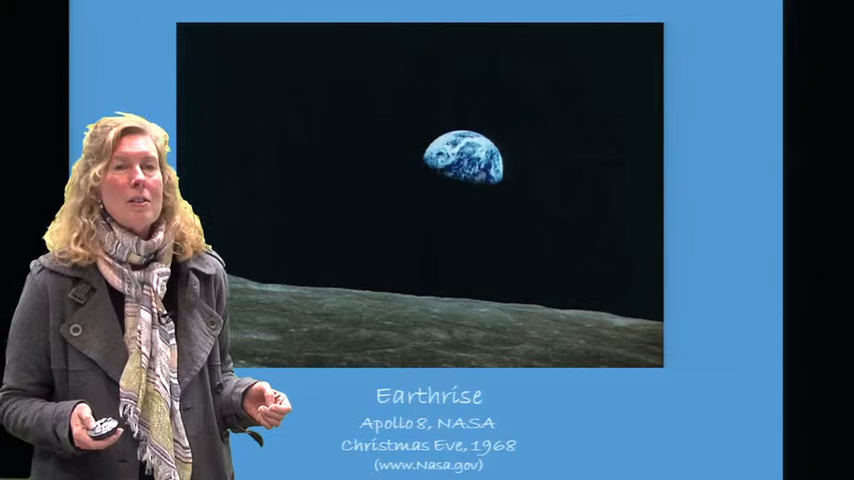 Earthrise
Apollo 8, NASA
Christmas Eve, 1968
(www.Nasa.gov)